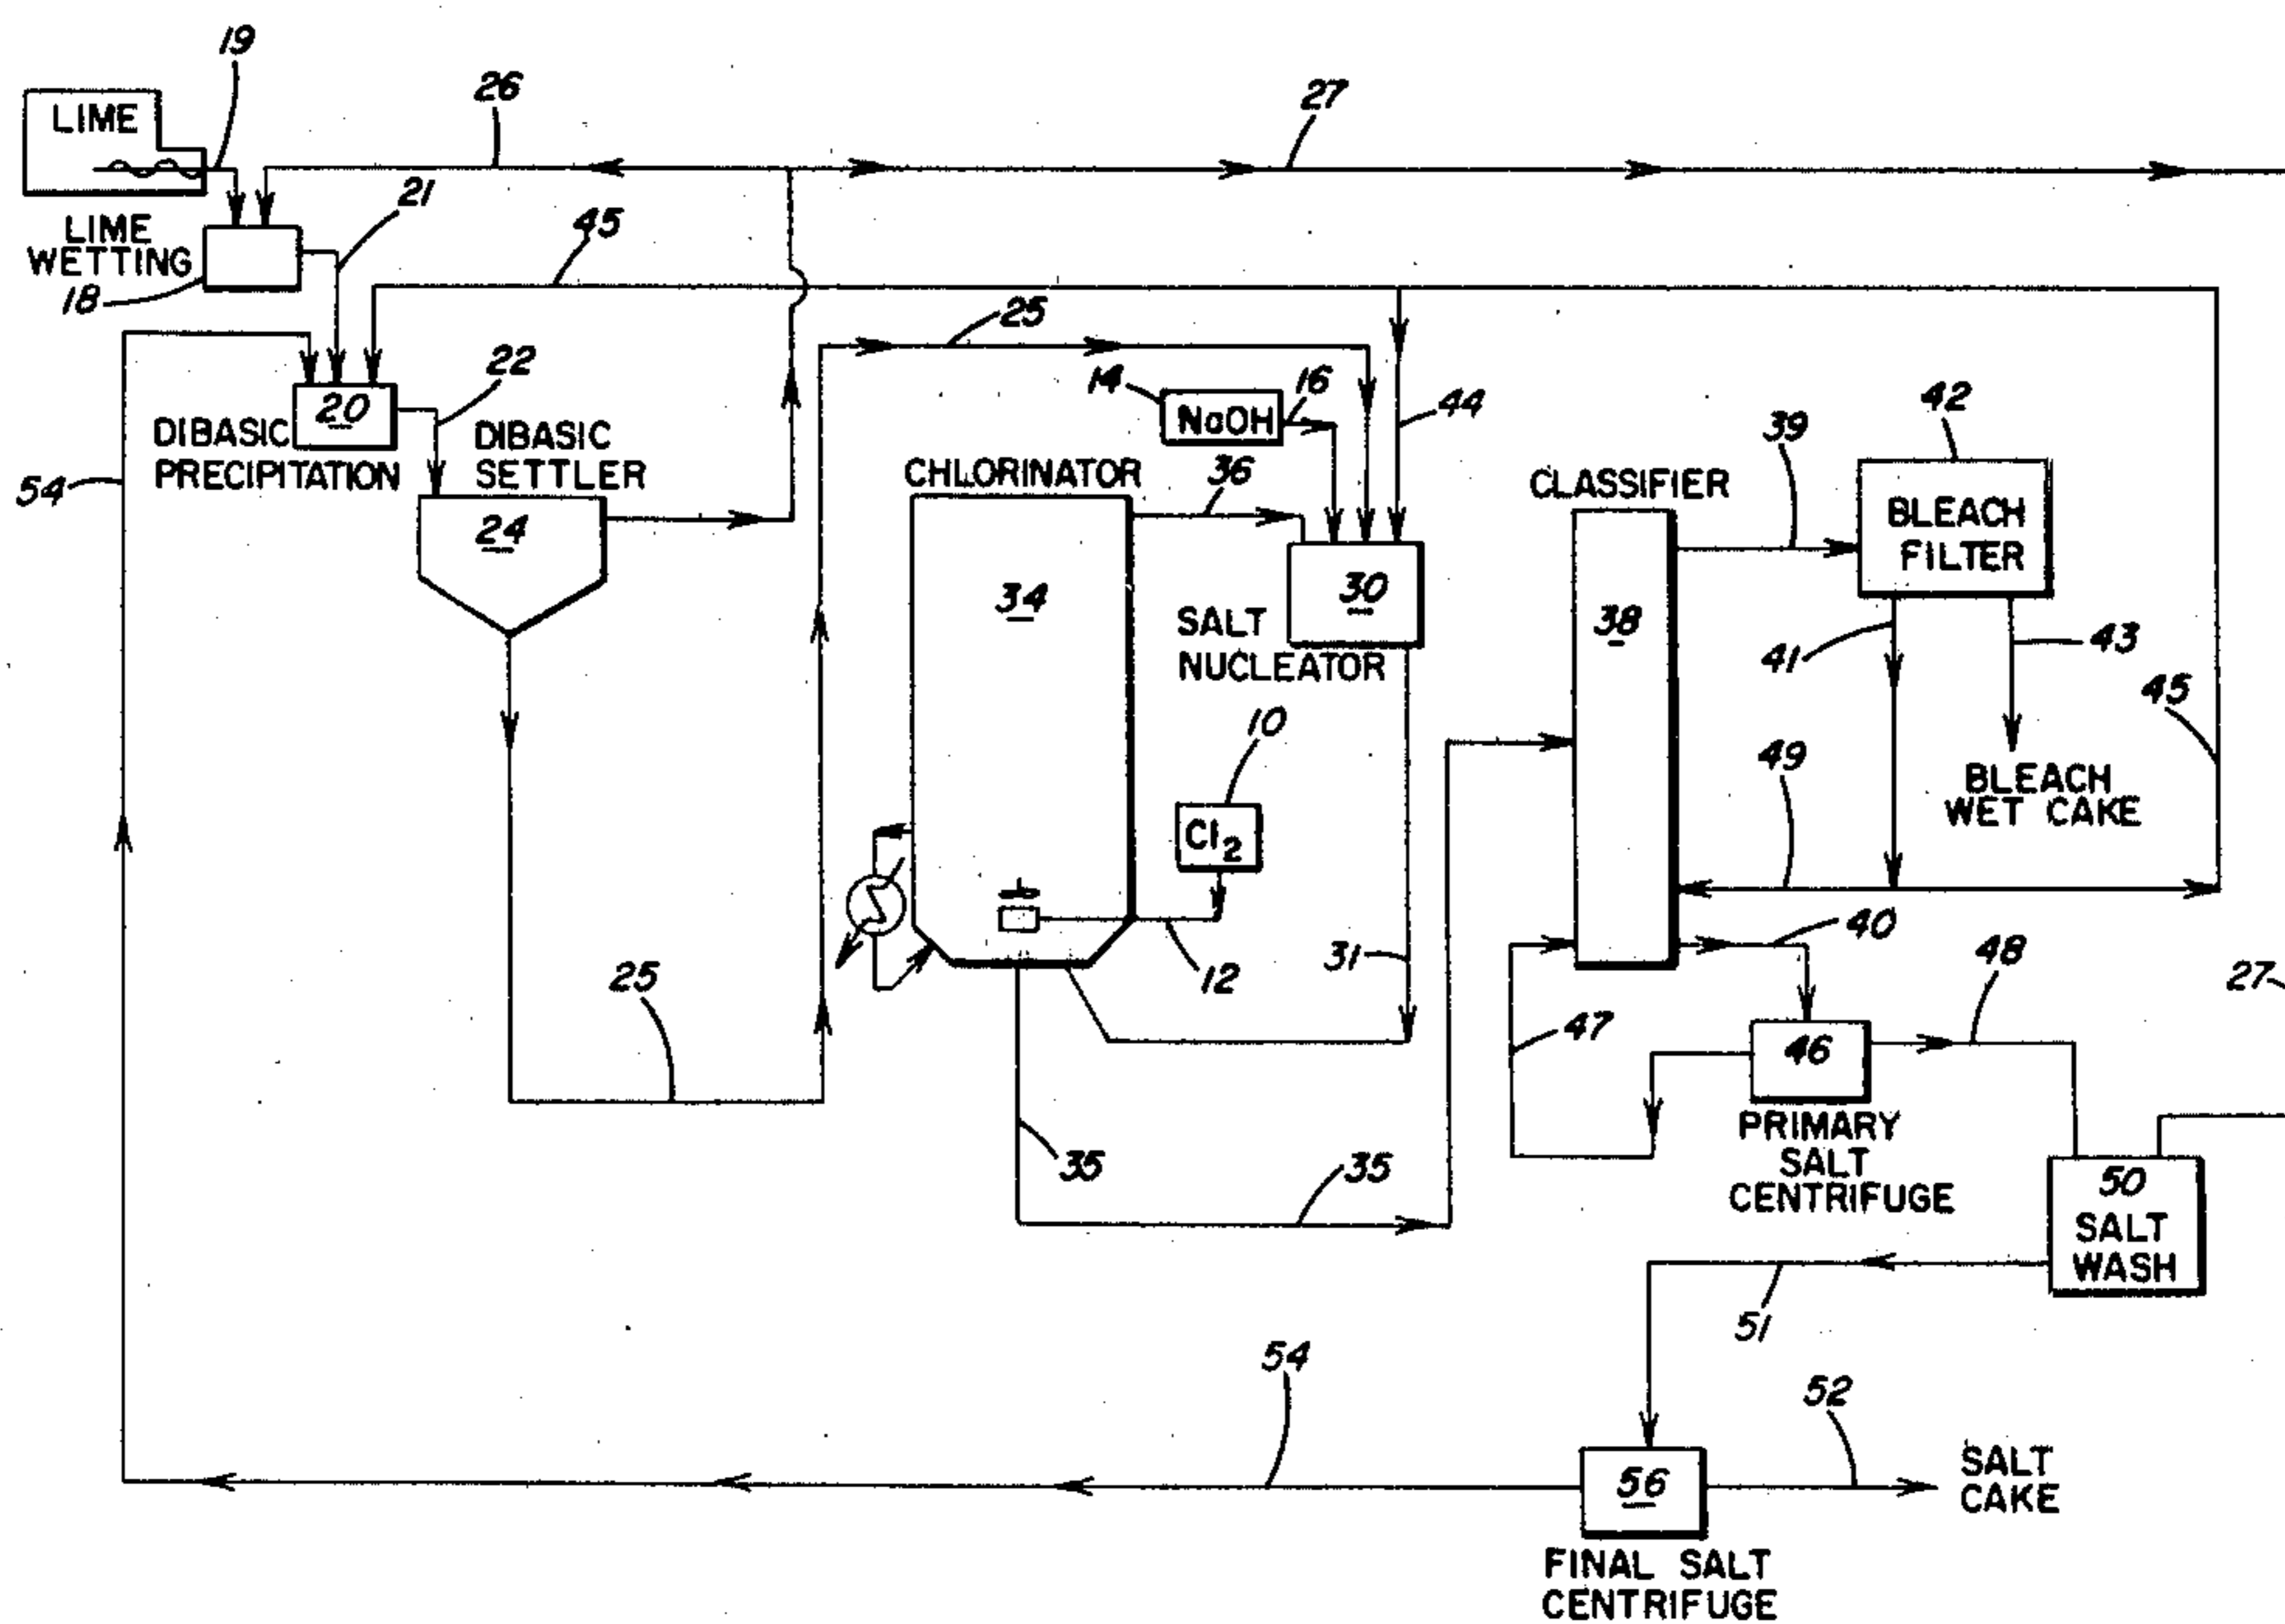 19
26
27
LIME
21
45
LIME
WETTING
18
25
22
14
16
44
42
39
NaOH
20
DIBASIC
PRECIPITATION
DIBASIC
SETTLER
54
CHLORINATOR
36
CLASSIFIER
BLEACH
FILTER
24
34
30
38
SALT
NUCLEATOR
41
43
45
10
49
BLEACH
WET CAKE
Cl2
40
48
31
12
27
25
47
46
PRIMARY
SALT
CENTRIFUGE
35
35
50
SALT
WASH
51
54
52
56
SALT
CAKE
FINAL SALT
CENTRIFUGE